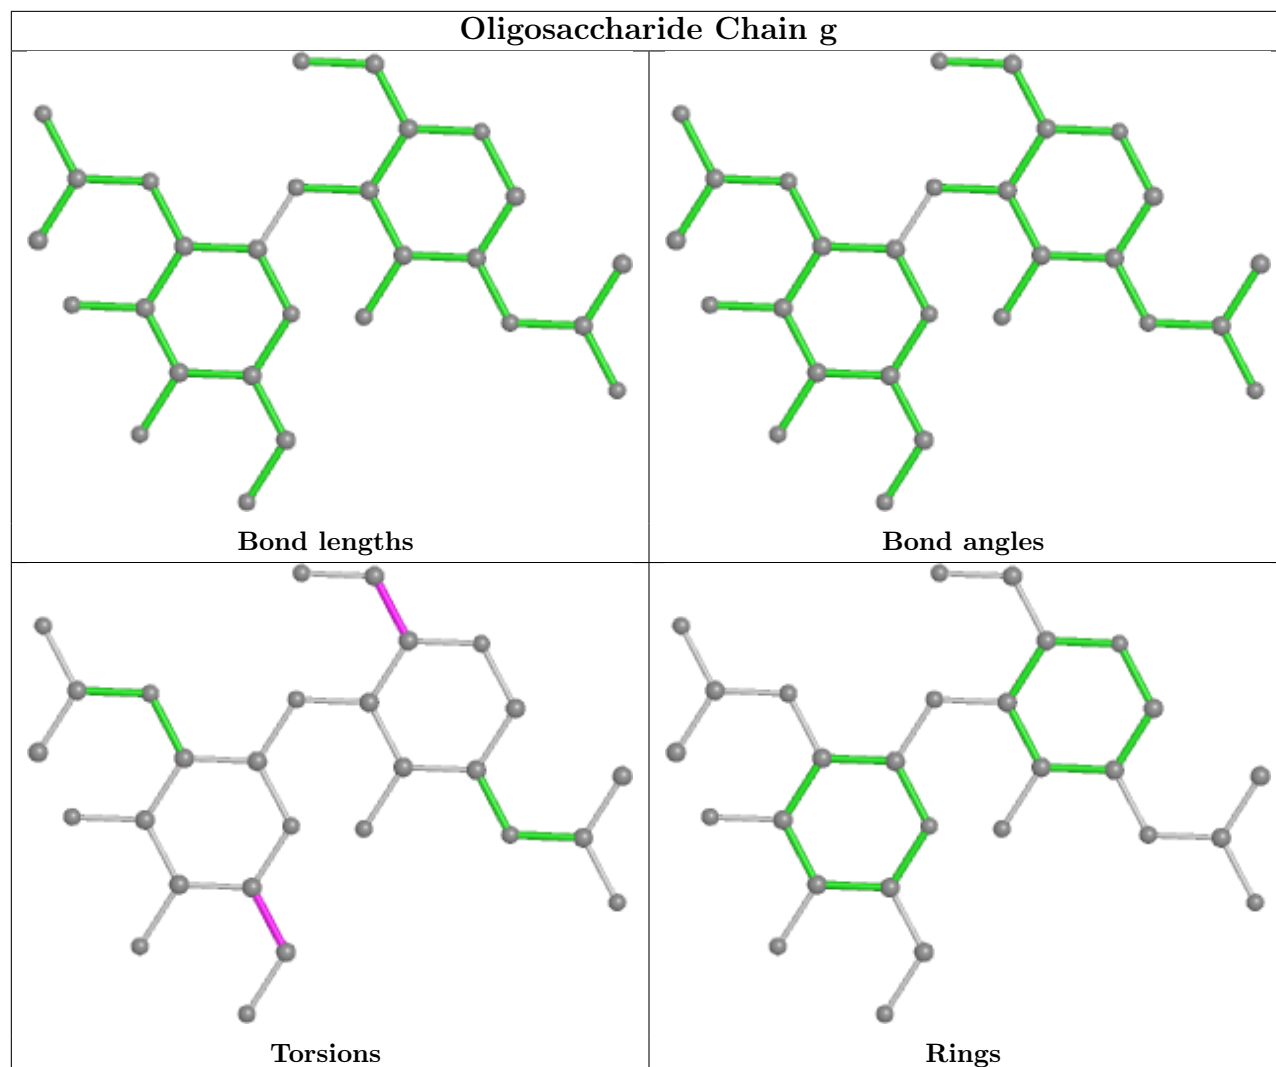 Oligosaccharide Chain g
Bond lengths
Bond angles
Torsions
Rings